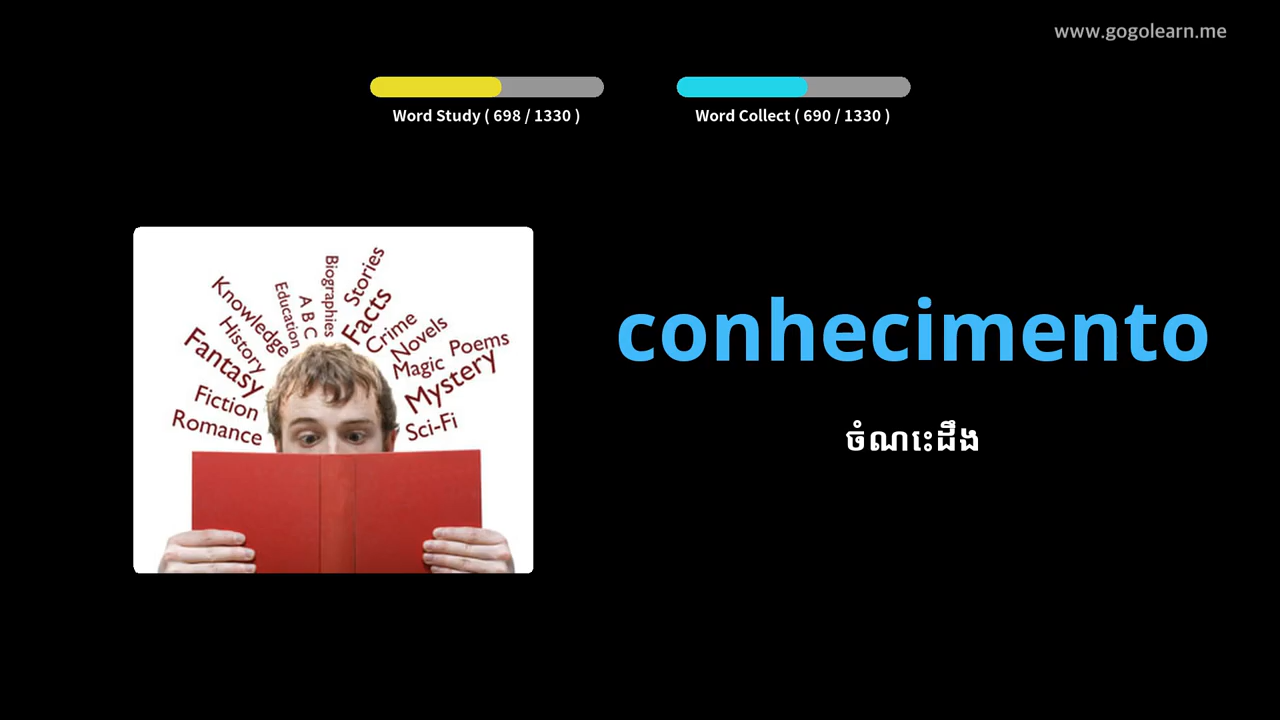 www.gogolearn.me
Word Study ( 698 / 1330 )
Word Collect ( 690 / 1330 )
conhecimento
ចំណេះដឹង
Knowledge
Education
A B C
Biographies
Stories
Facts
History
Crime
Novels
Fantasy
Magic
Poems
Mystery
Fiction
Romance
Sci-Fi